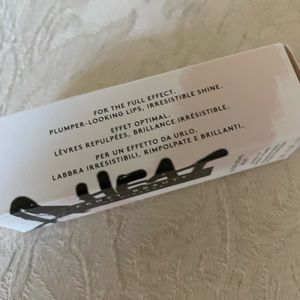 FOR THE FULL EFFECT.
PLUMPER-LOOKING LIPS, IRRESISTIBLE SHINE.
EFFET OPTIMAL.
LÈVRES REPULPÉES, BRILLANCE IRRÉSISTIBLE.
PER UN EFFETTO DA URLO.
LABBRA IRRESISTIBILI, RIMPOLPATE E BRILLANTI.
HEAT